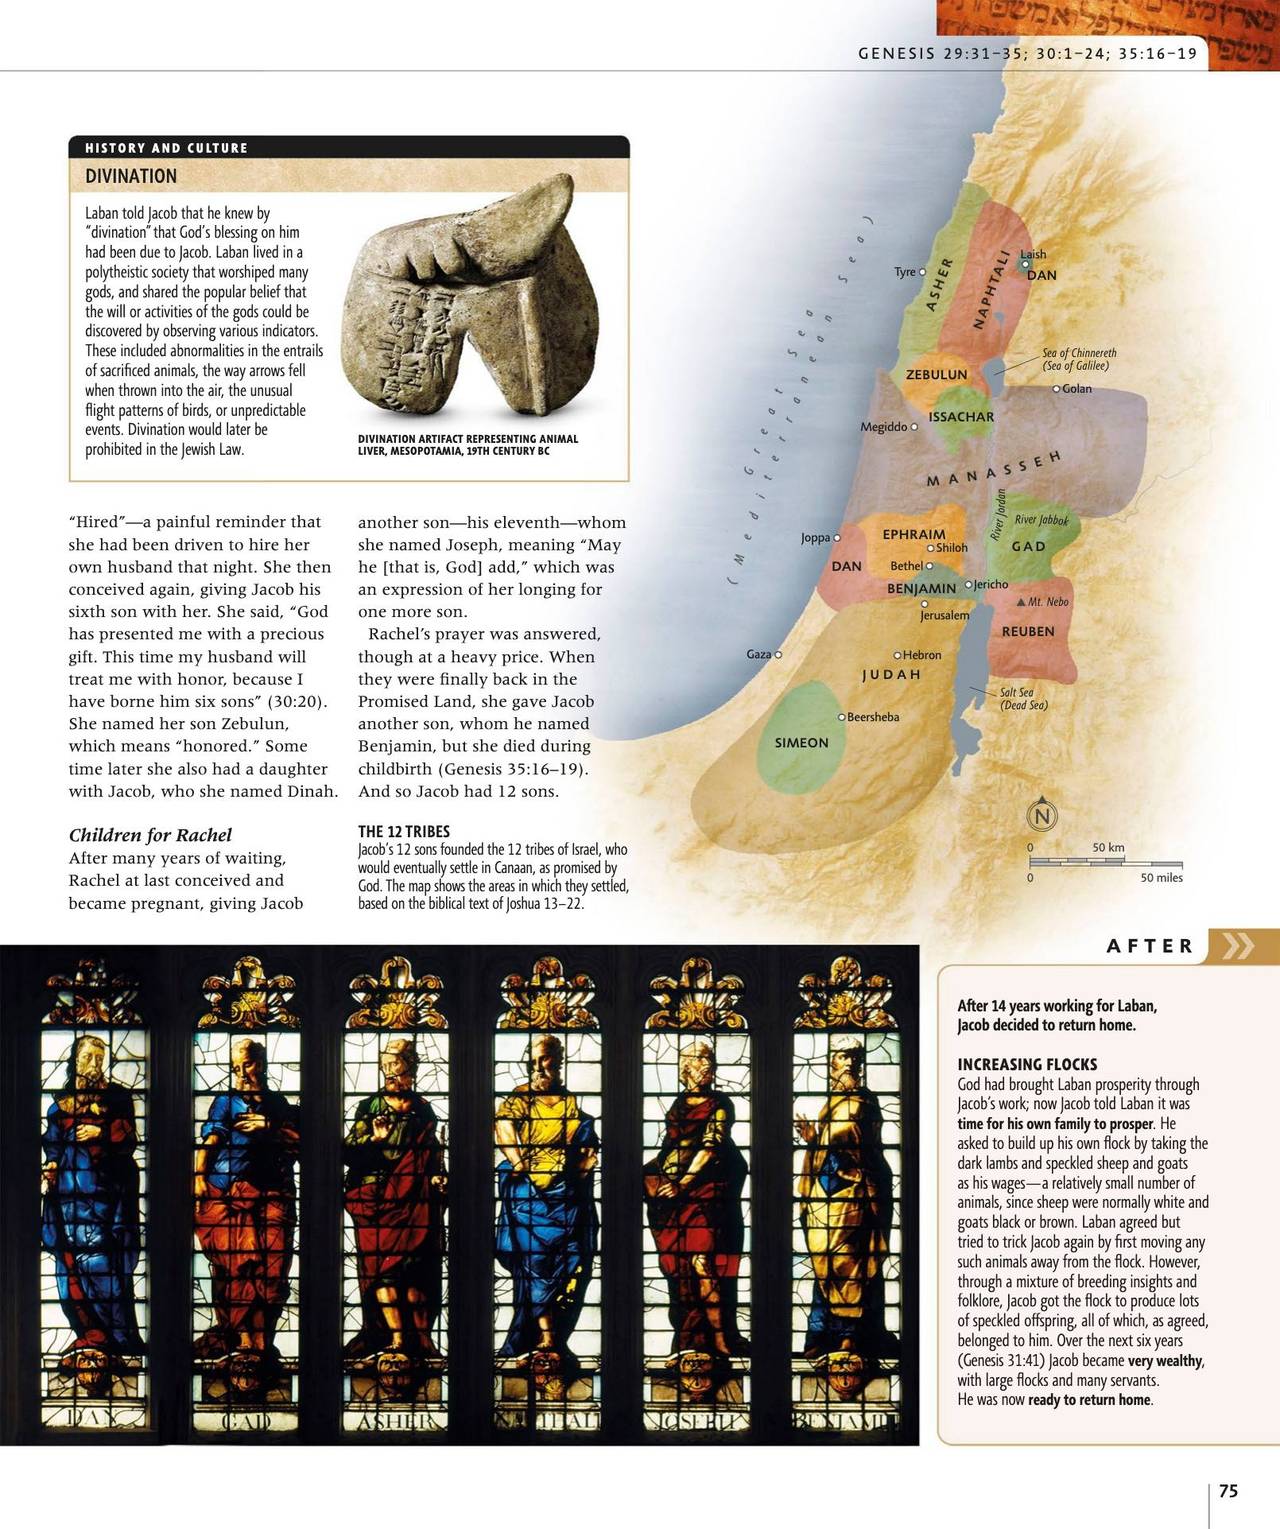 GENESIS 29:31–35; 30:1–24; 35:16–19
HISTORY AND CULTURE
DIVINATION
Laban told Jacob that he knew by
“divination” that God’s blessing on him
had been due to Jacob. Laban lived in a
polytheistic society that worshiped many
gods, and shared the popular belief that
the will or activities of the gods could be
discovered by observing various indicators.
These included abnormalities in the entrails
of sacrificed animals, the way arrows fell
when thrown into the air, the unusual
flight patterns of birds, or unpredictable
events. Divination would later be
prohibited in the Jewish Law.
DIVINATION ARTIFACT REPRESENTING ANIMAL
LIVER, MESOPOTAMIA, 19TH CENTURY BC
“Hired”—a painful reminder that
she had been driven to hire her
own husband that night. She then
conceived again, giving Jacob his
sixth son with her. She said, “God
has presented me with a precious
gift. This time my husband will
treat me with honor, because I
have borne him six sons” (30:20).
She named her son Zebulun,
which means “honored.” Some
time later she also had a daughter
with Jacob, who she named Dinah.
Children for Rachel
After many years of waiting,
Rachel at last conceived and
became pregnant, giving Jacob
another son—his eleventh—whom
she named Joseph, meaning “May
he [that is, God] add,” which was
an expression of her longing for
one more son.
Rachel’s prayer was answered,
though at a heavy price. When
they were finally back in the
Promised Land, she gave Jacob
another son, whom he named
Benjamin, but she died during
childbirth (Genesis 35:16–19).
And so Jacob had 12 sons.
THE 12 TRIBES
Jacob’s 12 sons founded the 12 tribes of Israel, who
would eventually settle in Canaan, as promised by
God. The map shows the areas in which they settled,
based on the biblical text of Joshua 13–22.
Great Sea
(Mediterranean Sea)
Tyre
ASHER
NAPHTALI
Laish
DAN
Sea of Chinnereth
(Sea of Galilee)
ZEBULUN
Golan
ISSACHAR
Megiddo
MANASSEH
River Jordan
River Jabbok
Joppa
EPHRAIM
Shiloh
GAD
DAN
Bethel
BENJAMIN
Jericho
Mt. Nebo
Jerusalem
REUBEN
Gaza
Hebron
JUDAH
Salt Sea
(Dead Sea)
Beersheba
SIMEON
N
0 50 km
0 50 miles
DAN
GAD
ASHER
NAPTHALI
JOSEPH
BENJAMIN
AFTER
After 14 years working for Laban,
Jacob decided to return home.
INCREASING FLOCKS
God had brought Laban prosperity through
Jacob’s work; now Jacob told Laban it was
time for his own family to prosper. He
asked to build up his own flock by taking the
dark lambs and speckled sheep and goats
as his wages—a relatively small number of
animals, since sheep were normally white and
goats black or brown. Laban agreed but
tried to trick Jacob again by first moving any
such animals away from the flock. However,
through a mixture of breeding insights and
folklore, Jacob got the flock to produce lots
of speckled offspring, all of which, as agreed,
belonged to him. Over the next six years
(Genesis 31:41) Jacob became very wealthy,
with large flocks and many servants.
He was now ready to return home.
75